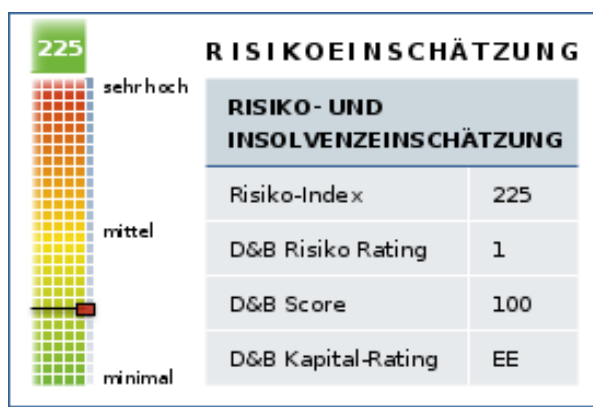 225
RISIKOEINSCHÄTZUNG
sehr hoch
mittel
minimal
RISIKO- UND
INSOLVENZEINSCHÄTZUNG
Risiko-Index 225
D&B Risiko Rating 1
D&B Score 100
D&B Kapital-Rating EE